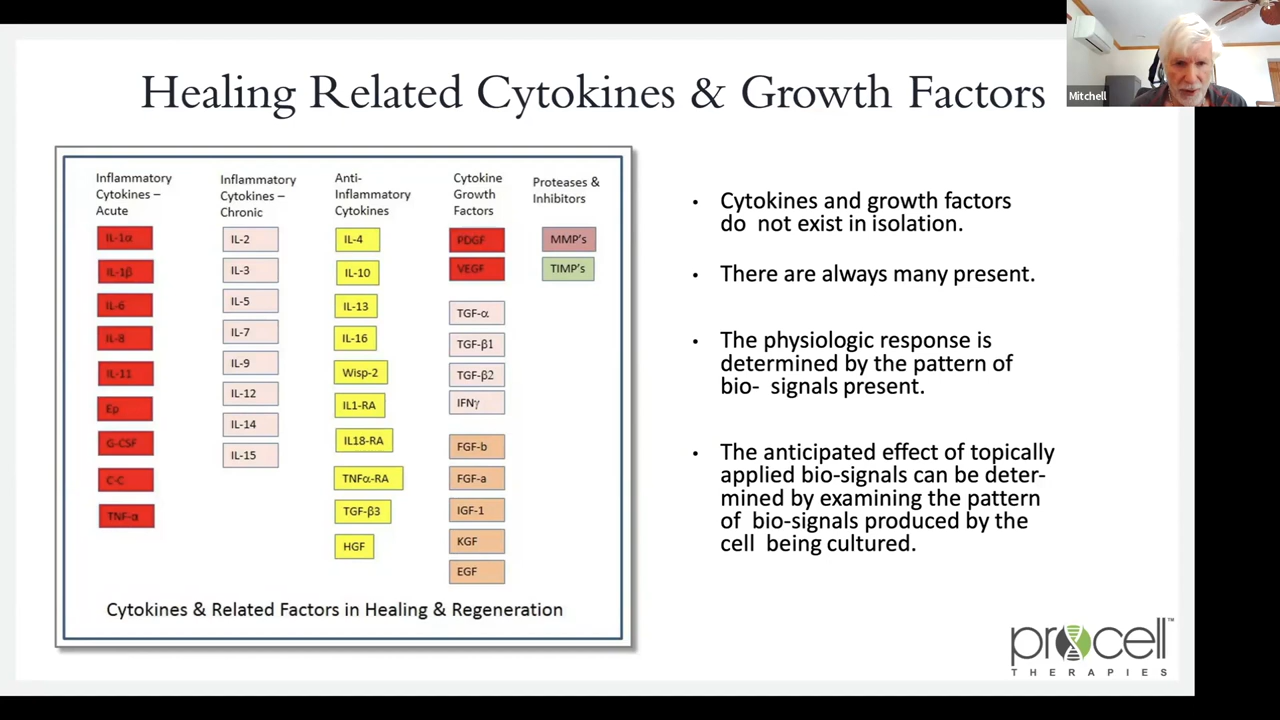 Healing Related Cytokines & Growth Factors
Mitchell
Inflammatory
Cytokines –
Acute
IL-1α
IL-1β
IL-6
IL-8
IL-11
Ep
G-CSF
C-C
TNF-α
Inflammatory
Cytokines –
Chronic
IL-2
IL-3
IL-5
IL-7
IL-9
IL-12
IL-14
IL-15
Anti-
Inflammatory
Cytokines
IL-4
IL-10
IL-13
IL-16
Wisp-2
IL1-RA
IL18-RA
TNFα-RA
TGF-β3
HGF
Cytokine
Growth
Factors
PDGF
VEGF
TGF-α
TGF-β1
TGF-β2
IFNγ
FGF-b
FGF-a
IGF-1
KGF
EGF
Proteases &
Inhibitors
MMP's
TIMP's
Cytokines & Related Factors in Healing & Regeneration
• Cytokines and growth factors
do not exist in isolation.
• There are always many present.
• The physiologic response is
determined by the pattern of
bio- signals present.
• The anticipated effect of topically
applied bio-signals can be deter-
mined by examining the pattern
of bio-signals produced by the
cell being cultured.
procell™
THERAPIES